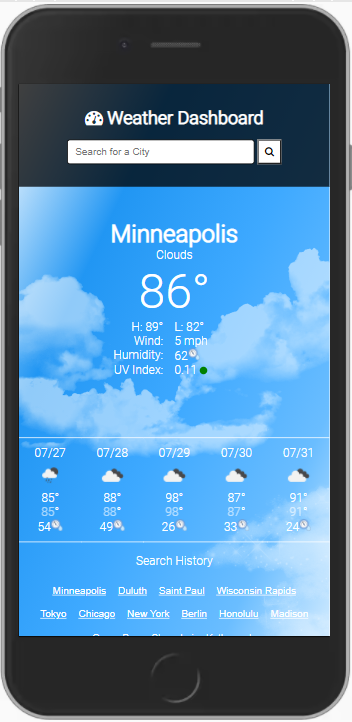 Weather Dashboard
Search for a City
Minneapolis
Clouds
86°
H: 89° L: 82°
Wind: 5 mph
Humidity: 62
UV Index: 0.11
07/27 07/28 07/29 07/30 07/31
85° 88° 98° 87° 91°
85° 88° 98° 87° 91°
54 49 26 33 24
Search History
Minneapolis Duluth Saint Paul Wisconsin Rapids
Tokyo Chicago New York Berlin Honolulu Madison